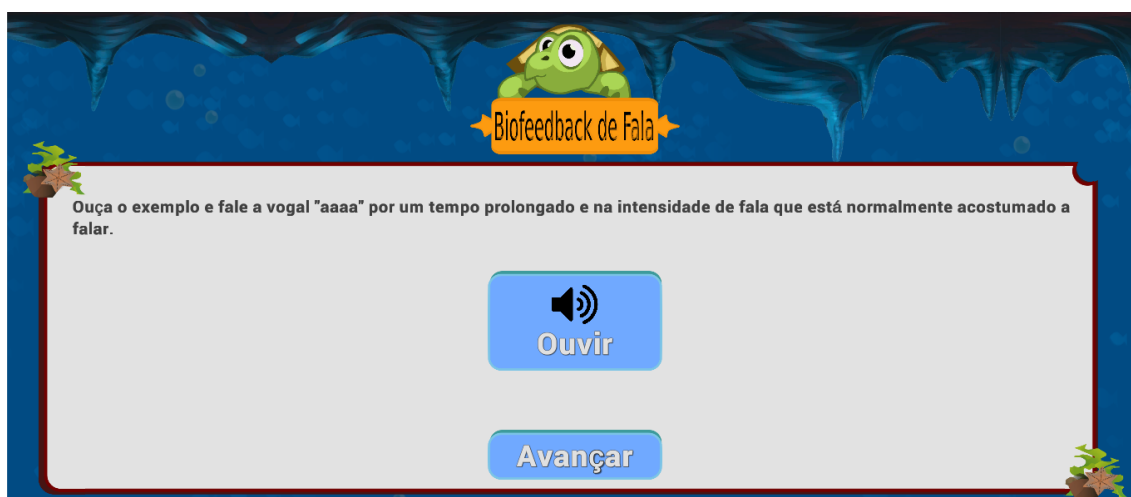 Biofeedback de Fala
Ouça o exemplo e fale a vogal "aaaa" por um tempo prolongado e na intensidade de fala que está normalmente acostumado a
falar.
Ouvir
Avançar